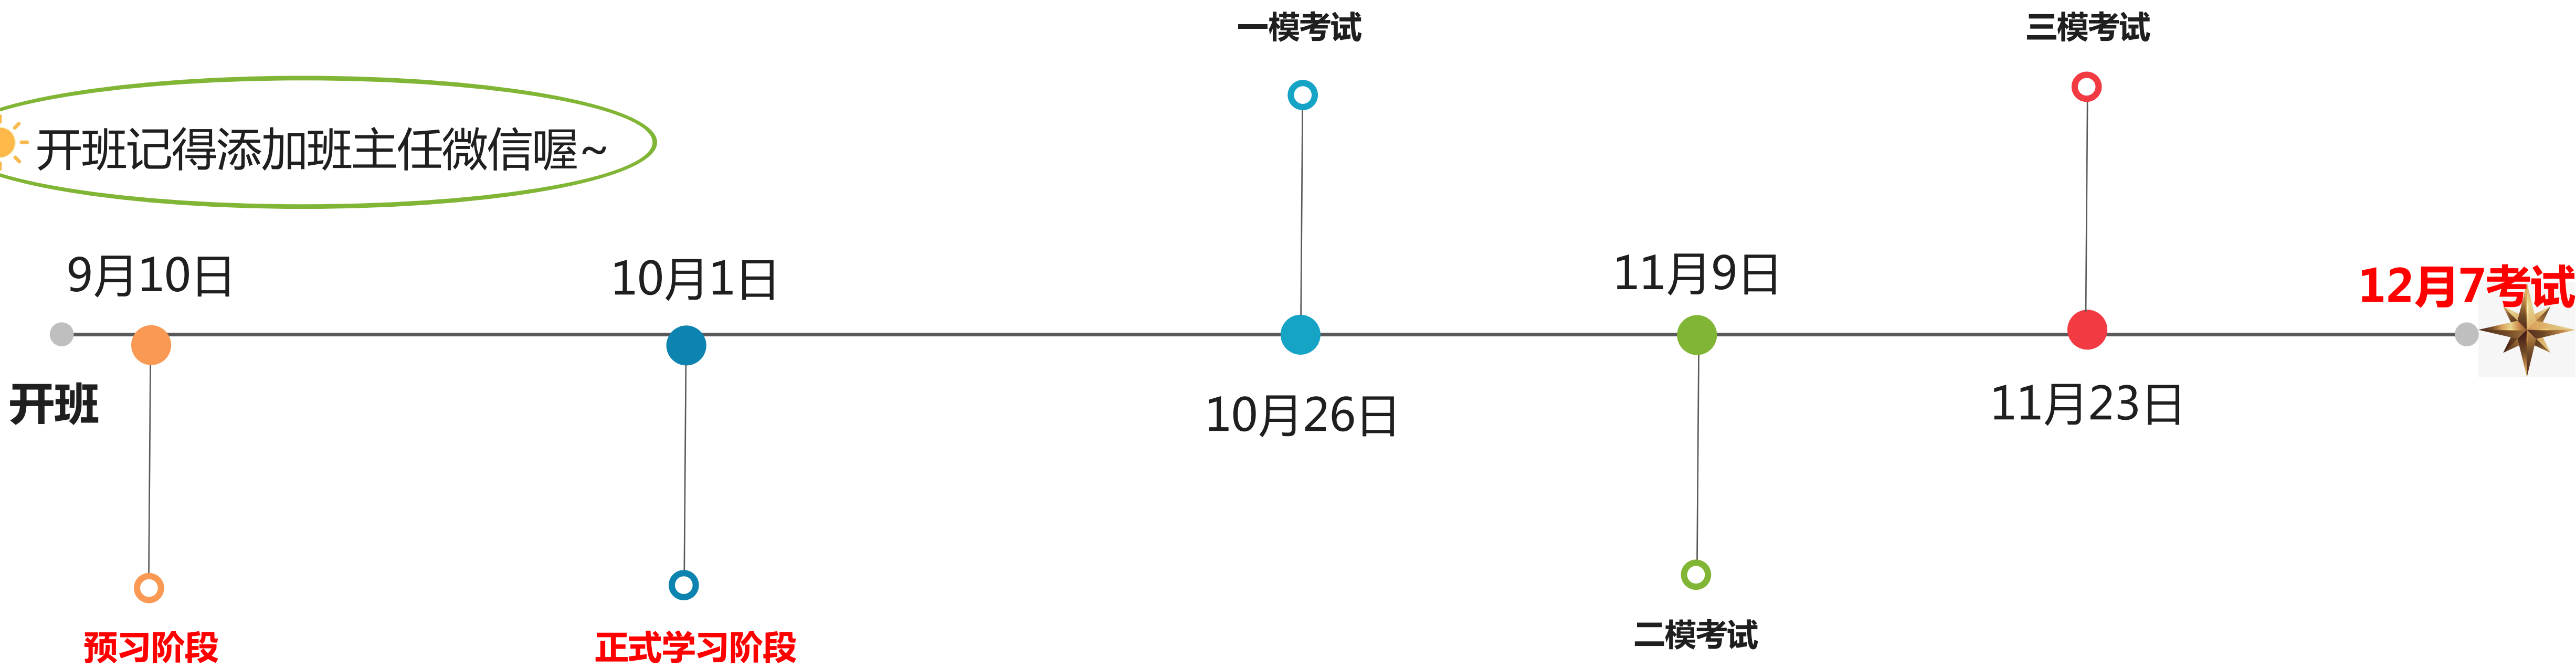 一模考试
三模考试
开班记得添加班主任微信喔~
9月10日
10月1日
11月9日
12月7考试
开班
10月26日
11月23日
预习阶段
正式学习阶段
二模考试